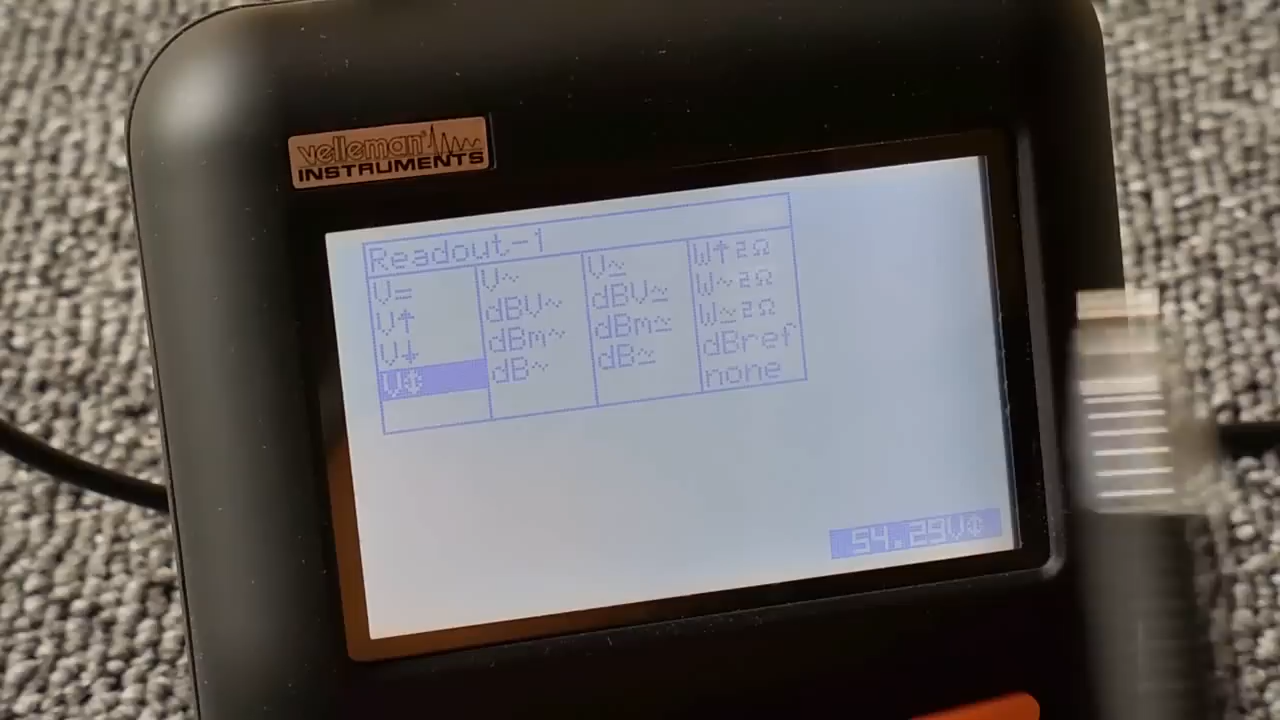 velleman®
INSTRUMENTS
Readout-1
V= V~ V≃ W↑2Ω
V↑ dBV~ dBV≃ W~2Ω
V↓ dBm~ dBm≃ W≃2Ω
V↕ dB~ dB≃ dBref
none
54.29V↕